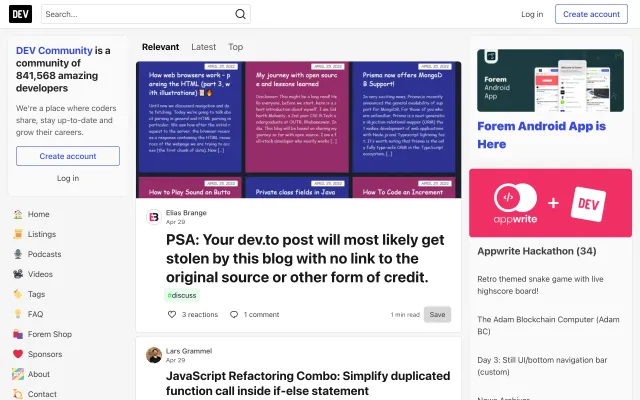 DEV
Search...
Log in
Create account
DEV Community is a
community of
841,568 amazing
developers
We're a place where coders
share, stay up-to-date and
grow their careers.
Create account
Log in
Home
Listings
Podcasts
Videos
Tags
FAQ
Forem Shop
Sponsors
About
Contact
Relevant
Latest
Top
APRIL 29, 2022
How web browsers work - p
arsing the HTML (part 3, w
ith illustrations)
APRIL 29, 2022
My journey with open sourc
e and lessons learned
APRIL 29, 2022
Prisma now offers MongoD
B Support!
APRIL 29, 2022
How to Play Sound on Butto
APRIL 29, 2022
Private class fields in Java
APRIL 29, 2022
How To Code an Increment
Elias Brange
Apr 29
PSA: Your dev.to post will most likely get
stolen by this blog with no link to the
original source or other form of credit.
#discuss
3 reactions
1 comment
1 min read
Save
Lars Grammel
Apr 29
JavaScript Refactoring Combo: Simplify duplicated
function call inside if-else statement
Forem
Android
App
Forem Android App is
Here
appwrite
+
DEV
Appwrite Hackathon (34)
Retro themed snake game with live
highscore board!
The Adam Blockchain Computer (Adam
BC)
Day 3: Still UI/bottom navigation bar
(custom)